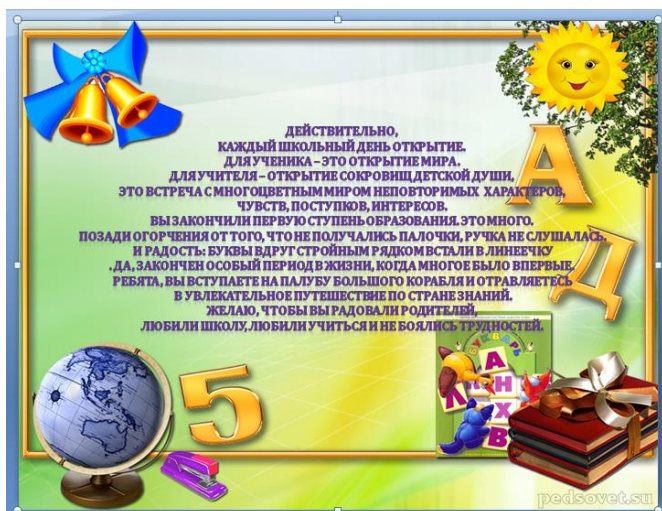 ДЕЙСТВИТЕЛЬНО,
КАЖДЫЙ ШКОЛЬНЫЙ ДЕНЬ ОТКРЫТИЕ.
ДЛЯ УЧЕНИКА – ЭТО ОТКРЫТИЕ МИРА.
ДЛЯ УЧИТЕЛЯ – ОТКРЫТИЕ СОКРОВИЩ ДЕТСКОЙ ДУШИ,
ЭТО ВСТРЕЧА С МНОГОЦВЕТНЫМ МИРОМ НЕПОВТОРИМЫХ ХАРАКТЕРОВ,
ЧУВСТВ, ПОСТУПКОВ, ИНТЕРЕСОВ.
ВЫ ЗАКОНЧИЛИ ПЕРВУЮ СТУПЕНЬ ОБРАЗОВАНИЯ. ЭТО МНОГО.
ПОЗАДИ ОГОРЧЕНИЯ ОТ ТОГО, ЧТО НЕ ПОЛУЧАЛИСЬ ПАЛОЧКИ, РУЧКА НЕ СЛУШАЛАСЬ.
И РАДОСТЬ: БУКВЫ ВДРУГ СТРОЙНЫМ РЯДКОМ ВСТАЛИ В ЛИНЕЕЧКУ
.ДА, ЗАКОНЧЕН ОСОБЫЙ ПЕРИОД В ЖИЗНИ, КОГДА МНОГОЕ БЫЛО ВПЕРВЫЕ.
РЕБЯТА, ВЫ ВСТУПАЕТЕ НА ПАЛУБУ БОЛЬШОГО КОРАБЛЯ И ОТРАВЛЯЕТЕСЬ
В УВЛЕКАТЕЛЬНОЕ ПУТЕШЕСТВИЕ ПО СТРАНЕ ЗНАНИЙ.
ЖЕЛАЮ, ЧТОБЫ ВЫ РАДОВАЛИ РОДИТЕЛЕЙ,
ЛЮБИЛИ ШКОЛУ, ЛЮБИЛИ УЧИТЬСЯ И НЕ БОЯЛИСЬ ТРУДНОСТЕЙ.
А
Д
5
БУКВАРЬ
А
Н
Х
В
pedsovet.su